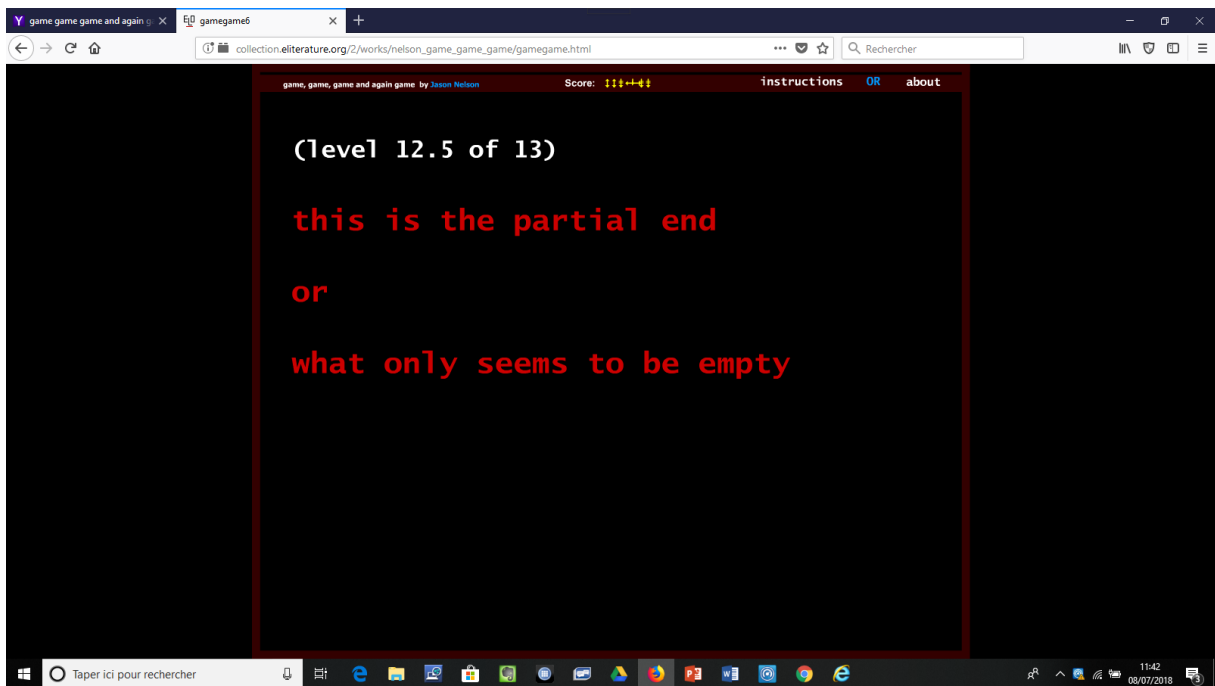 game game game and again g
gamegame6
collection.eliterature.org/2/works/nelson_game_game_game/gamegame.html
Rechercher
game, game, game and again game by Jason Nelson
Score:
instructions OR about
(level 12.5 of 13)
this is the partial end
or
what only seems to be empty
Taper ici pour rechercher
11:42
08/07/2018